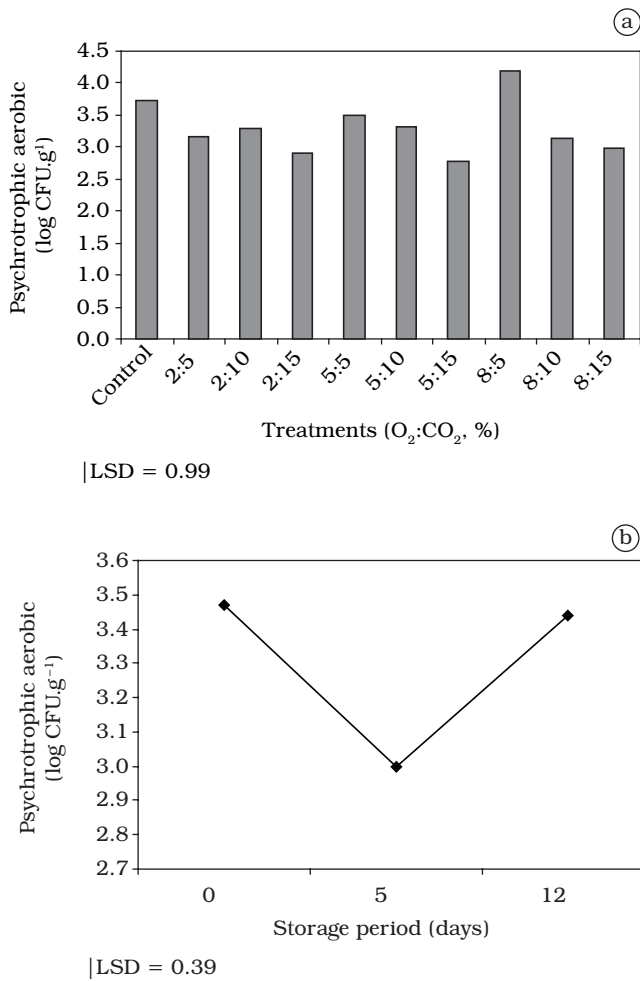 a
Psychrotrophic aerobic
(log CFU.g¹)
4.5
4.0
3.5
3.0
2.5
2.0
1.5
1.0
0.5
0.0
Control
2:5
2:10
2:15
5:5
5:10
5:15
8:5
8:10
8:15
Treatments (O₂:CO₂, %)
|LSD = 0.99
b
Psychrotrophic aerobic
(log CFU.g⁻¹)
3.6
3.5
3.4
3.3
3.2
3.1
3.0
2.9
2.8
2.7
0
5
12
Storage period (days)
|LSD = 0.39